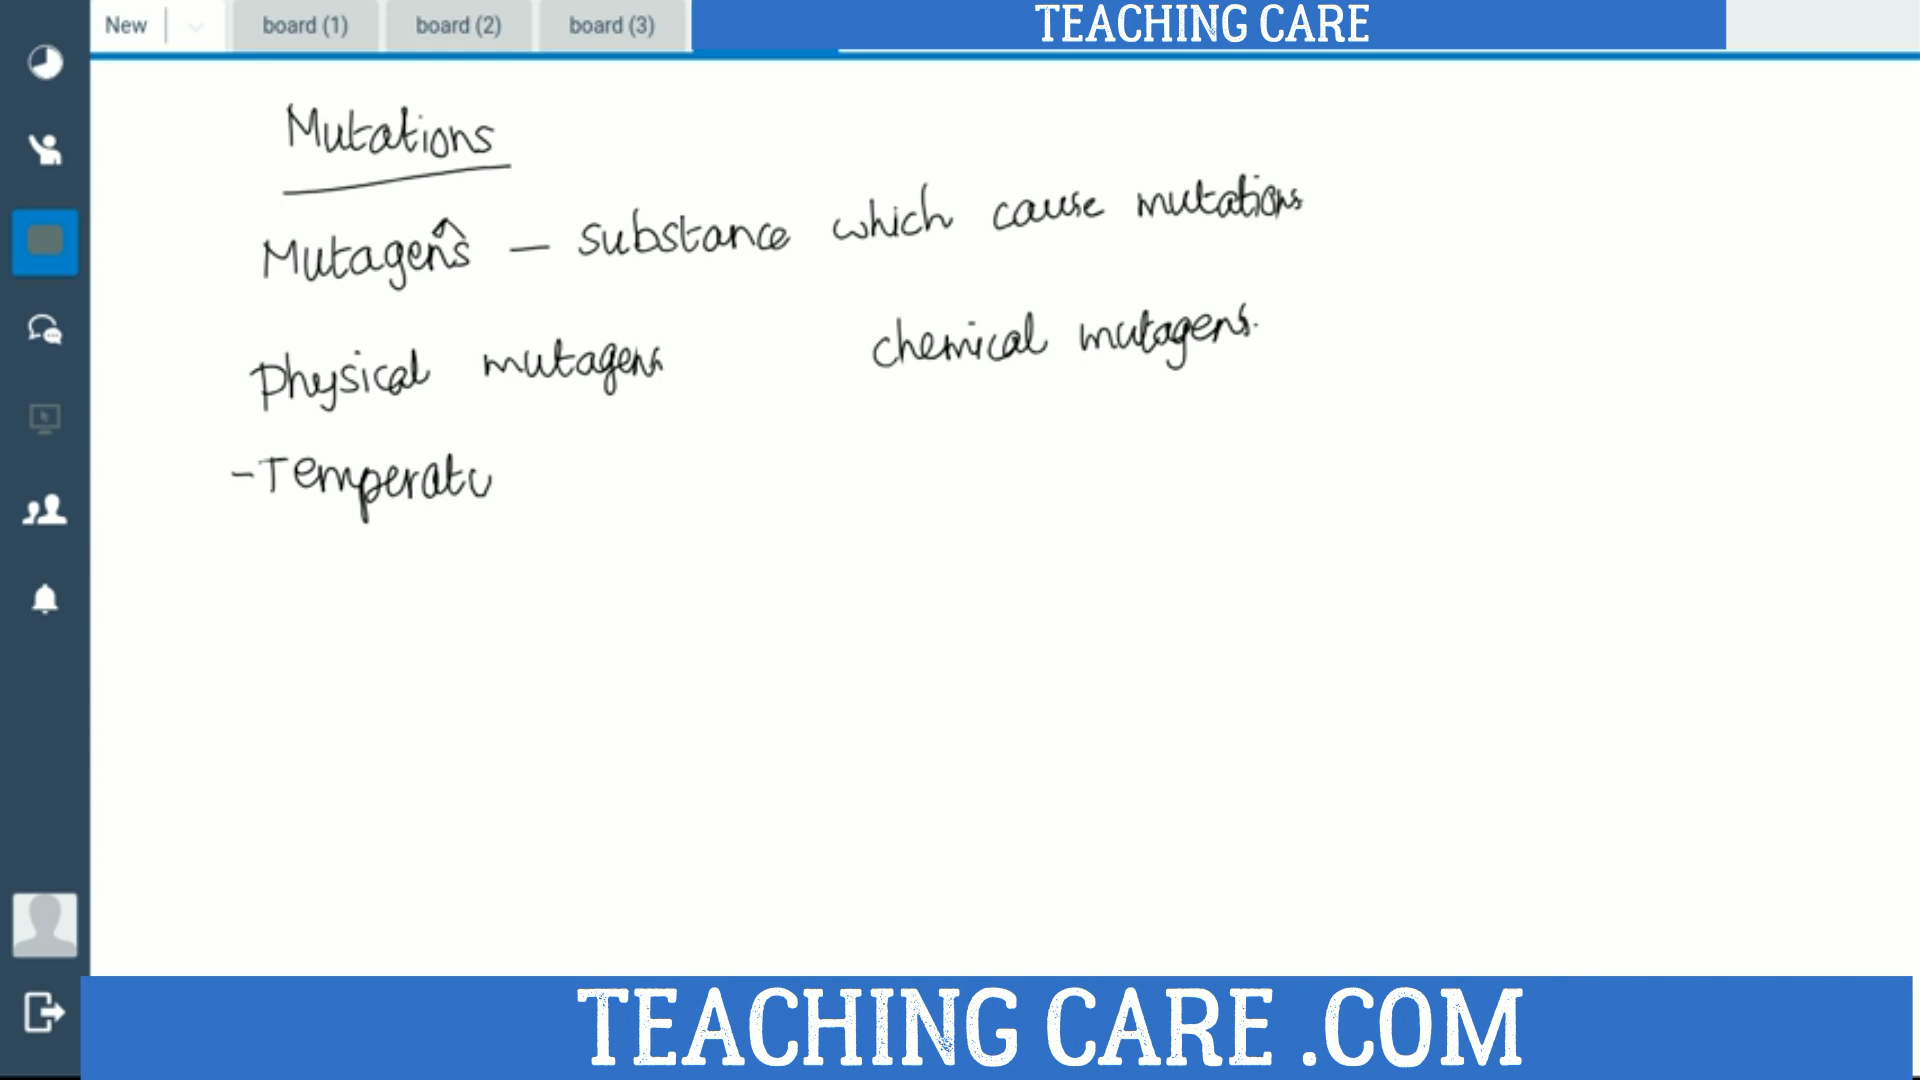 New board (1) board (2) board (3) TEACHING CARE
Mutations
Mutagens — substance which cause mutations
Physical mutagens chemical mutagens.
-Temperatu
TEACHING CARE .COM